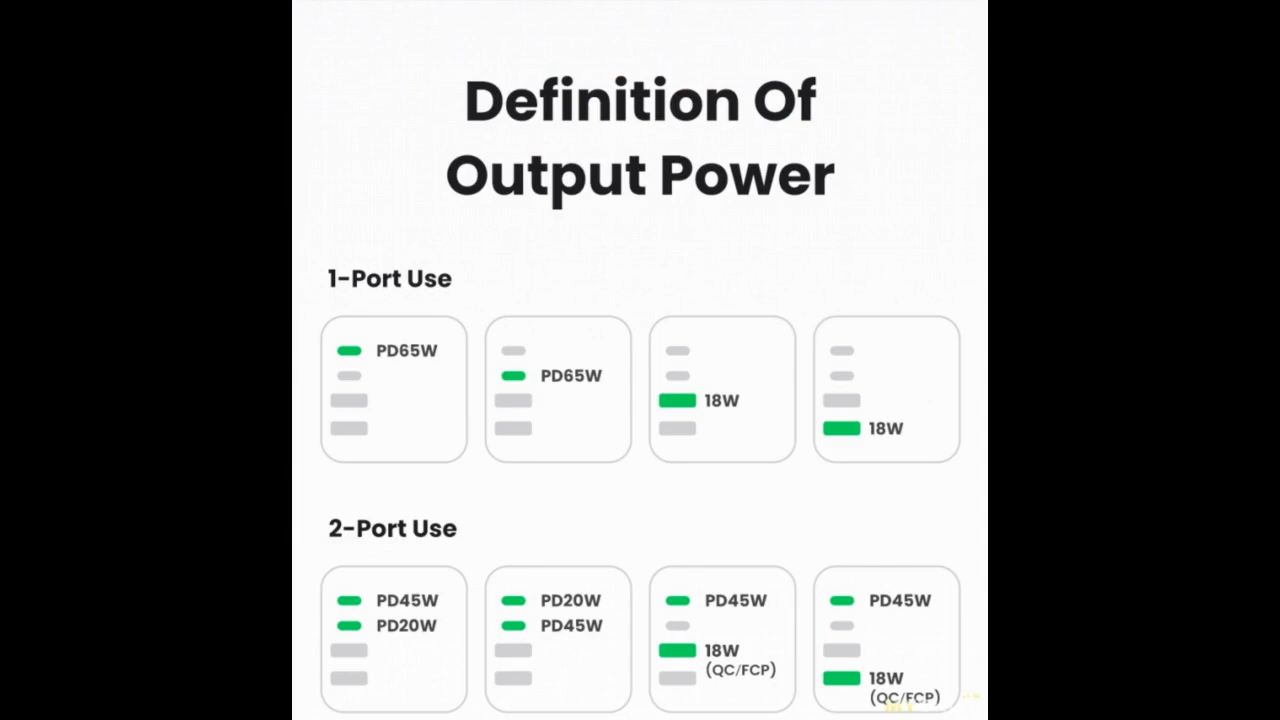 Definition Of
Output Power
1-Port Use
PD65W
PD65W
18W
18W
2-Port Use
PD45W
PD20W
PD20W
PD45W
PD45W
18W
(QC/FCP)
PD45W
18W
(QC/FCP)